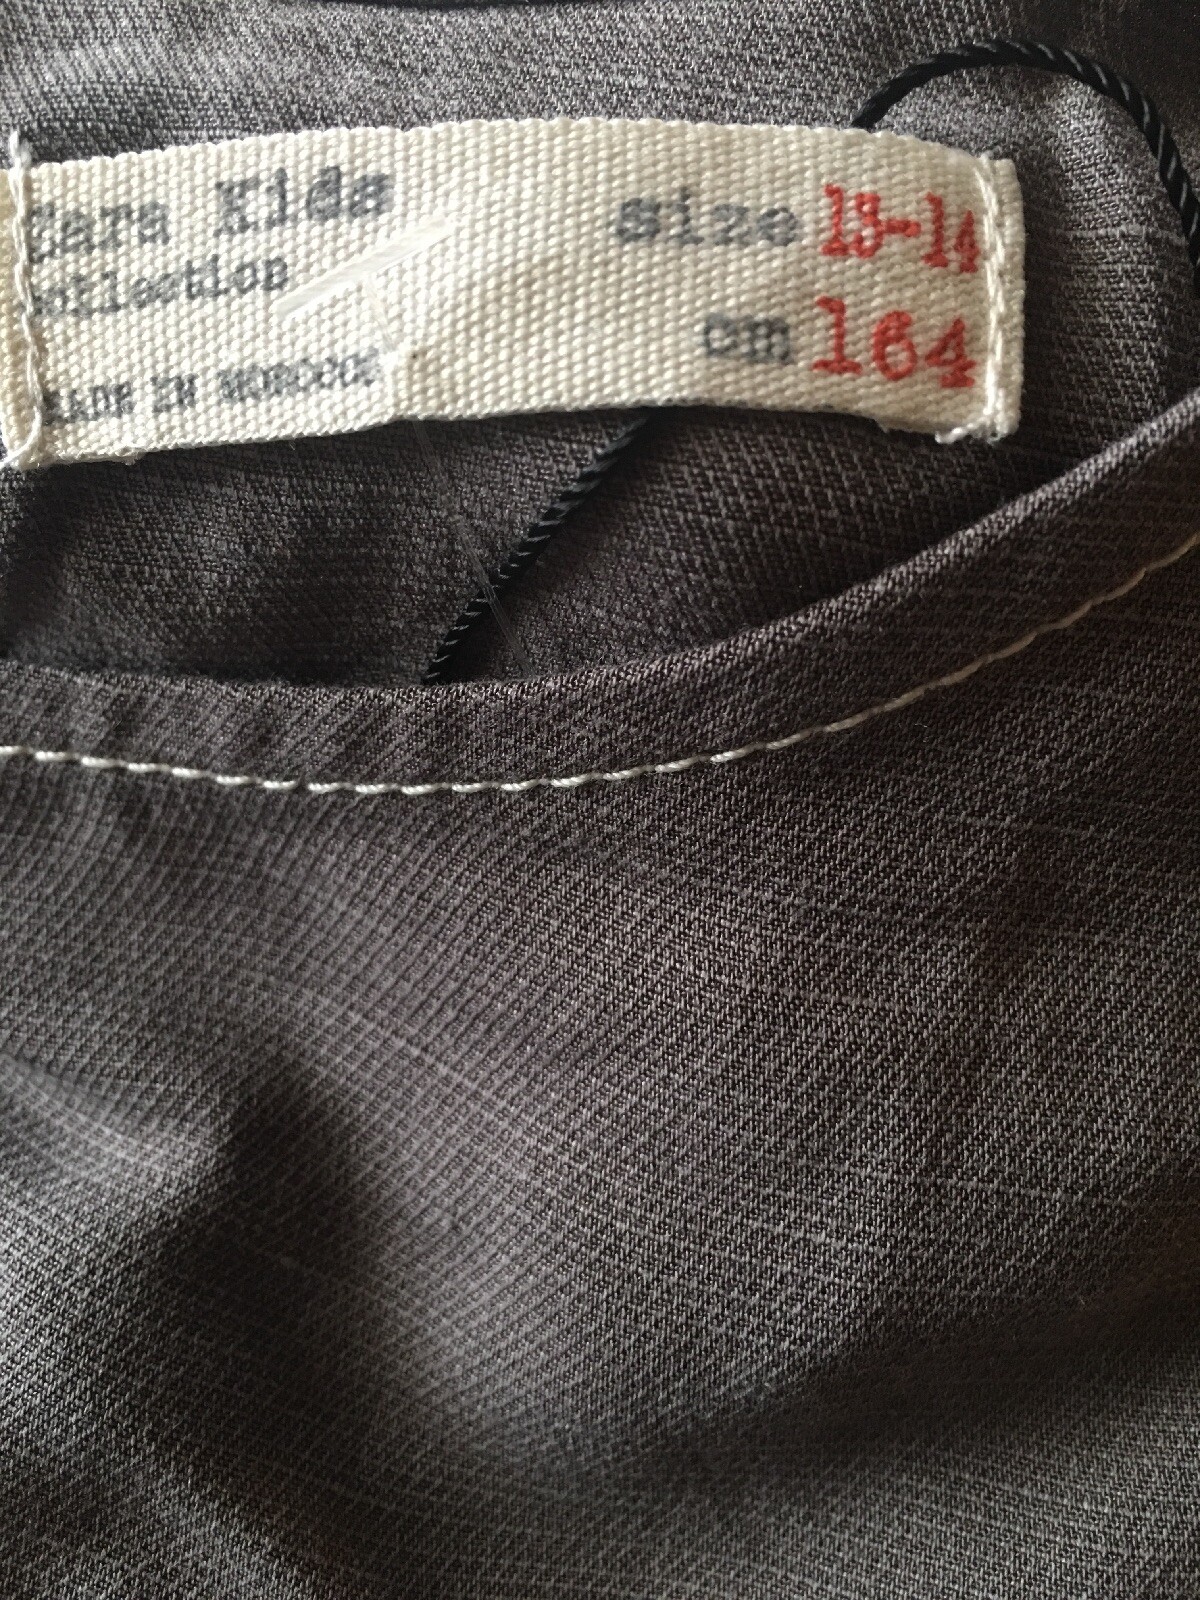 Zara Kids size 13-14
collection
cm 164
MADE IN MOROCCO